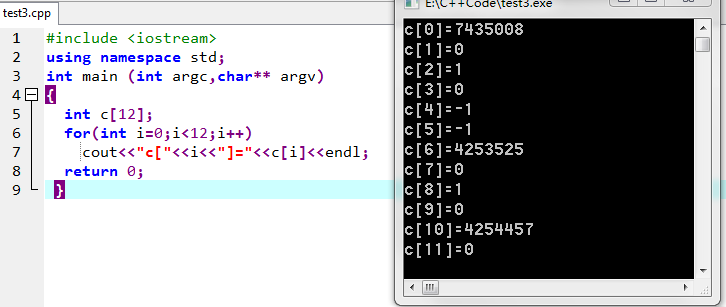 test3.cpp
1 #include <iostream>
2 using namespace std;
3 int main (int argc,char** argv)
4 {
5 int c[12];
6 for(int i=0;i<12;i++)
7 cout<<"c["<<i<<"]="<<c[i]<<endl;
8 return 0;
9 }
E:\C++Code\test3.exe
c[0]=7435008
c[1]=0
c[2]=1
c[3]=0
c[4]=-1
c[5]=-1
c[6]=4253525
c[7]=0
c[8]=1
c[9]=0
c[10]=4254457
c[11]=0